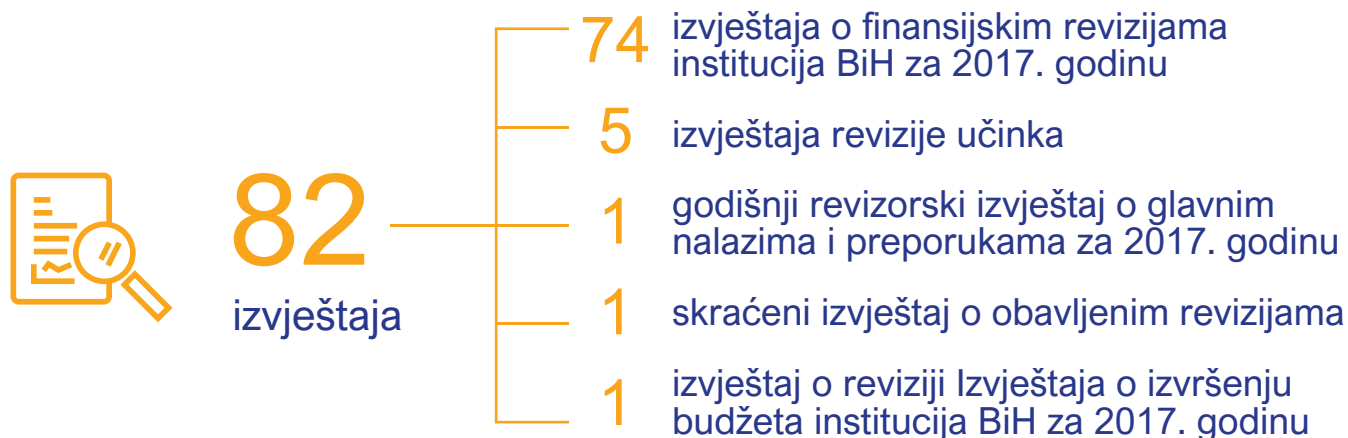 82
izvještaja
74
izvještaja o finansijskim revizijama
institucija BiH za 2017. godinu
5
izvještaja revizije učinka
1
godišnji revizorski izvještaj o glavnim
nalazima i preporukama za 2017. godinu
1
skraćeni izvještaj o obavljenim revizijama
1
izvještaj o reviziji Izvještaja o izvršenju
budžeta institucija BiH za 2017. godinu